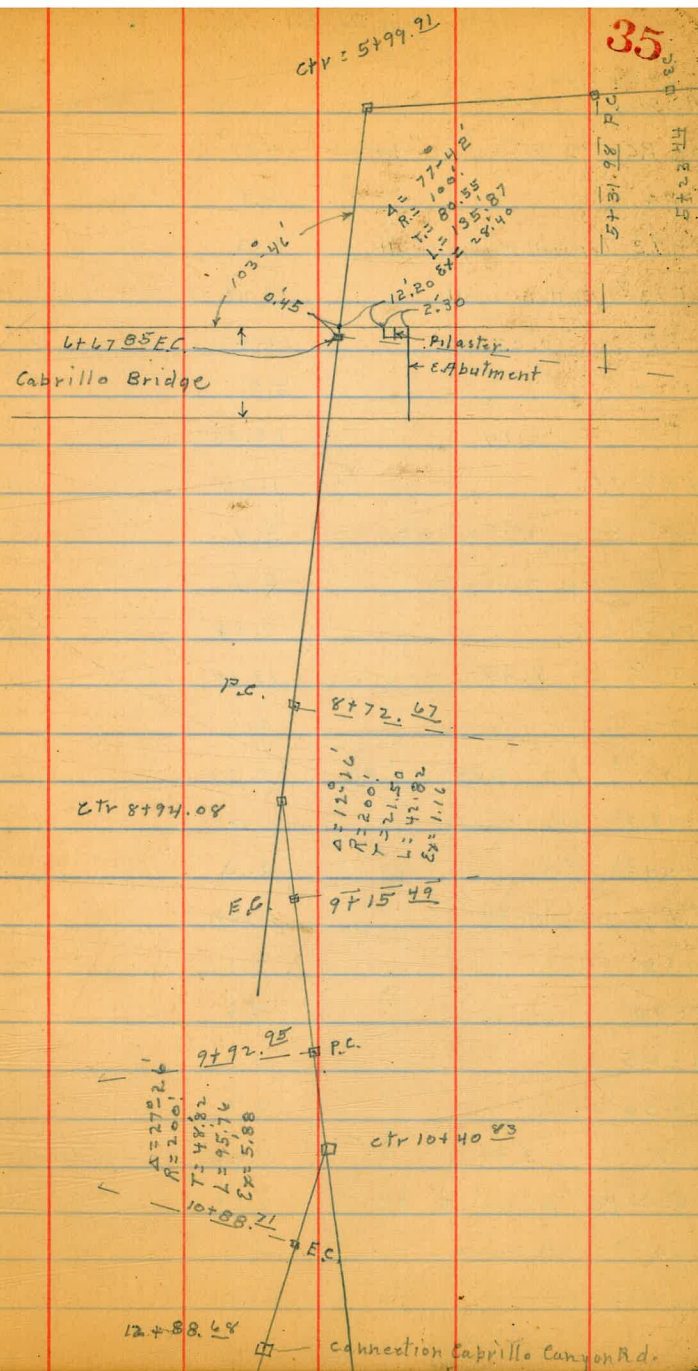 35
ctr = 5+99.91
5+31.98 P.C.
5+23 44
Δ = 77°-42'
R = 100'
T = 80.55
L = 135.87
Ex = 28.40
103°-46'
0.45
12.20
2.30
6+67 85 E.C.
Pilaster
E Abutment
Cabrillo Bridge
P.C.
8+72.67
Δ = 12°-16'
R = 200'
T = 21.50
L = 42.82
Ex = 1.16
ctr 8+94.08
E.C.
9+15 49
9+92.95
P.C.
Δ = 27°-26'
R = 200'
T = 48.82
L = 95.76
Ex = 5.88
ctr 10+40 83
10+88.71
E.C.
12+88.68
Connection Cabrillo Canyon Rd.